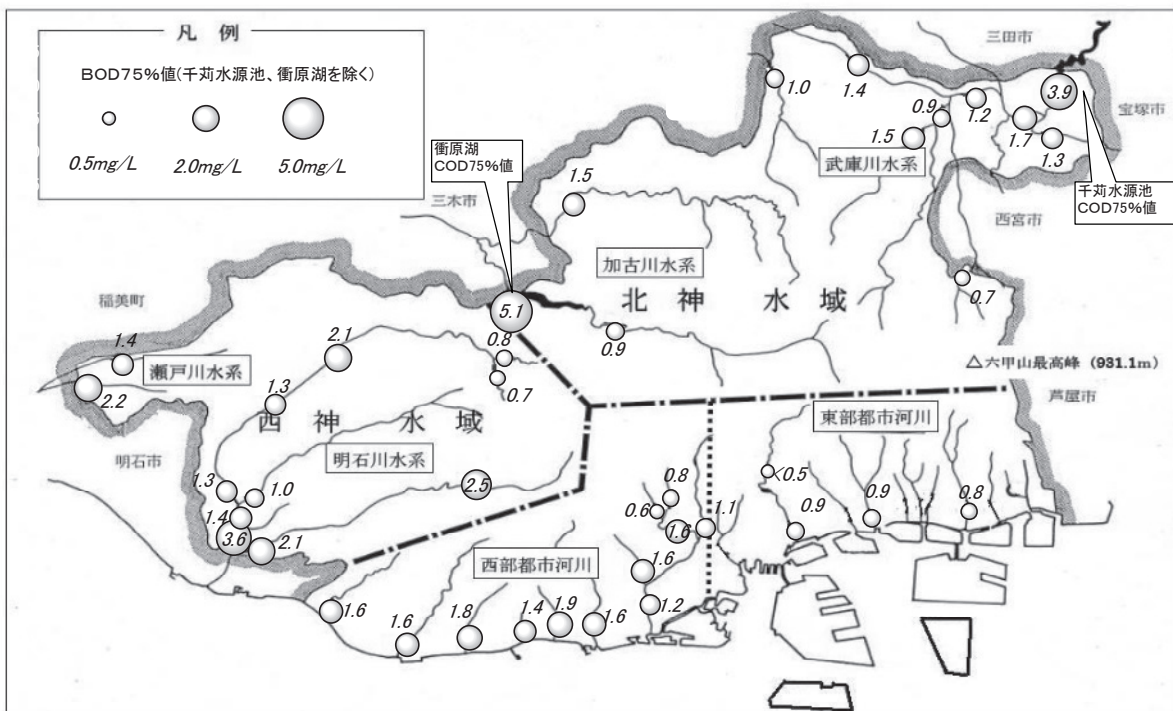 凡 例
BOD75%値(千苅水源池、衝原湖を除く)
0.5mg/L 2.0mg/L 5.0mg/L
三田市
宝塚市
1.0
1.4
0.9
1.2
3.9
1.5
1.7
1.3
武庫川水系
千苅水源池
COD75%値
西宮市
衝原湖
COD75%値
三木市
1.5
加古川水系
北 神 水 域
0.7
稲美町
5.1
0.9
0.8
0.7
2.1
1.4
瀬戸川水系
2.2
1.3
西 神 水 域
△六甲山最高峰 (931.1m)
芦屋市
東部都市河川
明石市
明石川水系
1.3
1.0
1.4
3.6
2.1
2.5
0.8
0.6
1.6
1.1
<0.5
0.9
0.9
0.8
西部都市河川
1.6
1.2
1.6
1.6
1.8
1.4
1.9
1.6